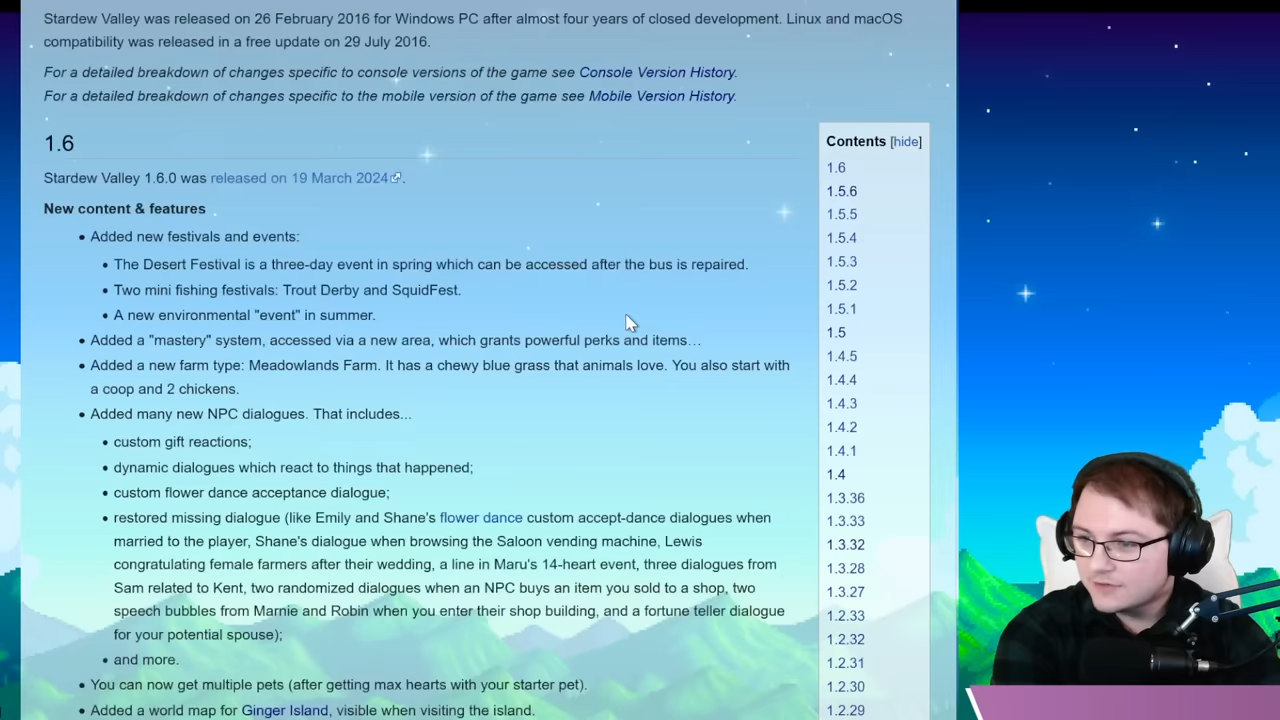 Stardew Valley was released on 26 February 2016 for Windows PC after almost four years of closed development. Linux and macOS
compatibility was released in a free update on 29 July 2016.
For a detailed breakdown of changes specific to console versions of the game see Console Version History.
For a detailed breakdown of changes specific to the mobile version of the game see Mobile Version History.
1.6
Stardew Valley 1.6.0 was released on 19 March 2024.
New content & features
• Added new festivals and events:
• The Desert Festival is a three-day event in spring which can be accessed after the bus is repaired.
• Two mini fishing festivals: Trout Derby and SquidFest.
• A new environmental "event" in summer.
• Added a "mastery" system, accessed via a new area, which grants powerful perks and items…
• Added a new farm type: Meadowlands Farm. It has a chewy blue grass that animals love. You also start with
a coop and 2 chickens.
• Added many new NPC dialogues. That includes...
• custom gift reactions;
• dynamic dialogues which react to things that happened;
• custom flower dance acceptance dialogue;
• restored missing dialogue (like Emily and Shane's flower dance custom accept-dance dialogues when
married to the player, Shane's dialogue when browsing the Saloon vending machine, Lewis
congratulating female farmers after their wedding, a line in Maru's 14-heart event, three dialogues from
Sam related to Kent, two randomized dialogues when an NPC buys an item you sold to a shop, two
speech bubbles from Marnie and Robin when you enter their shop building, and a fortune teller dialogue
for your potential spouse);
• and more.
• You can now get multiple pets (after getting max hearts with your starter pet).
• Added a world map for Ginger Island, visible when visiting the island.
Contents [hide]
1.6
1.5.6
1.5.5
1.5.4
1.5.3
1.5.2
1.5.1
1.5
1.4.5
1.4.4
1.4.3
1.4.2
1.4.1
1.4
1.3.36
1.3.33
1.3.32
1.3.28
1.3.27
1.2.33
1.2.32
1.2.31
1.2.30
1.2.29